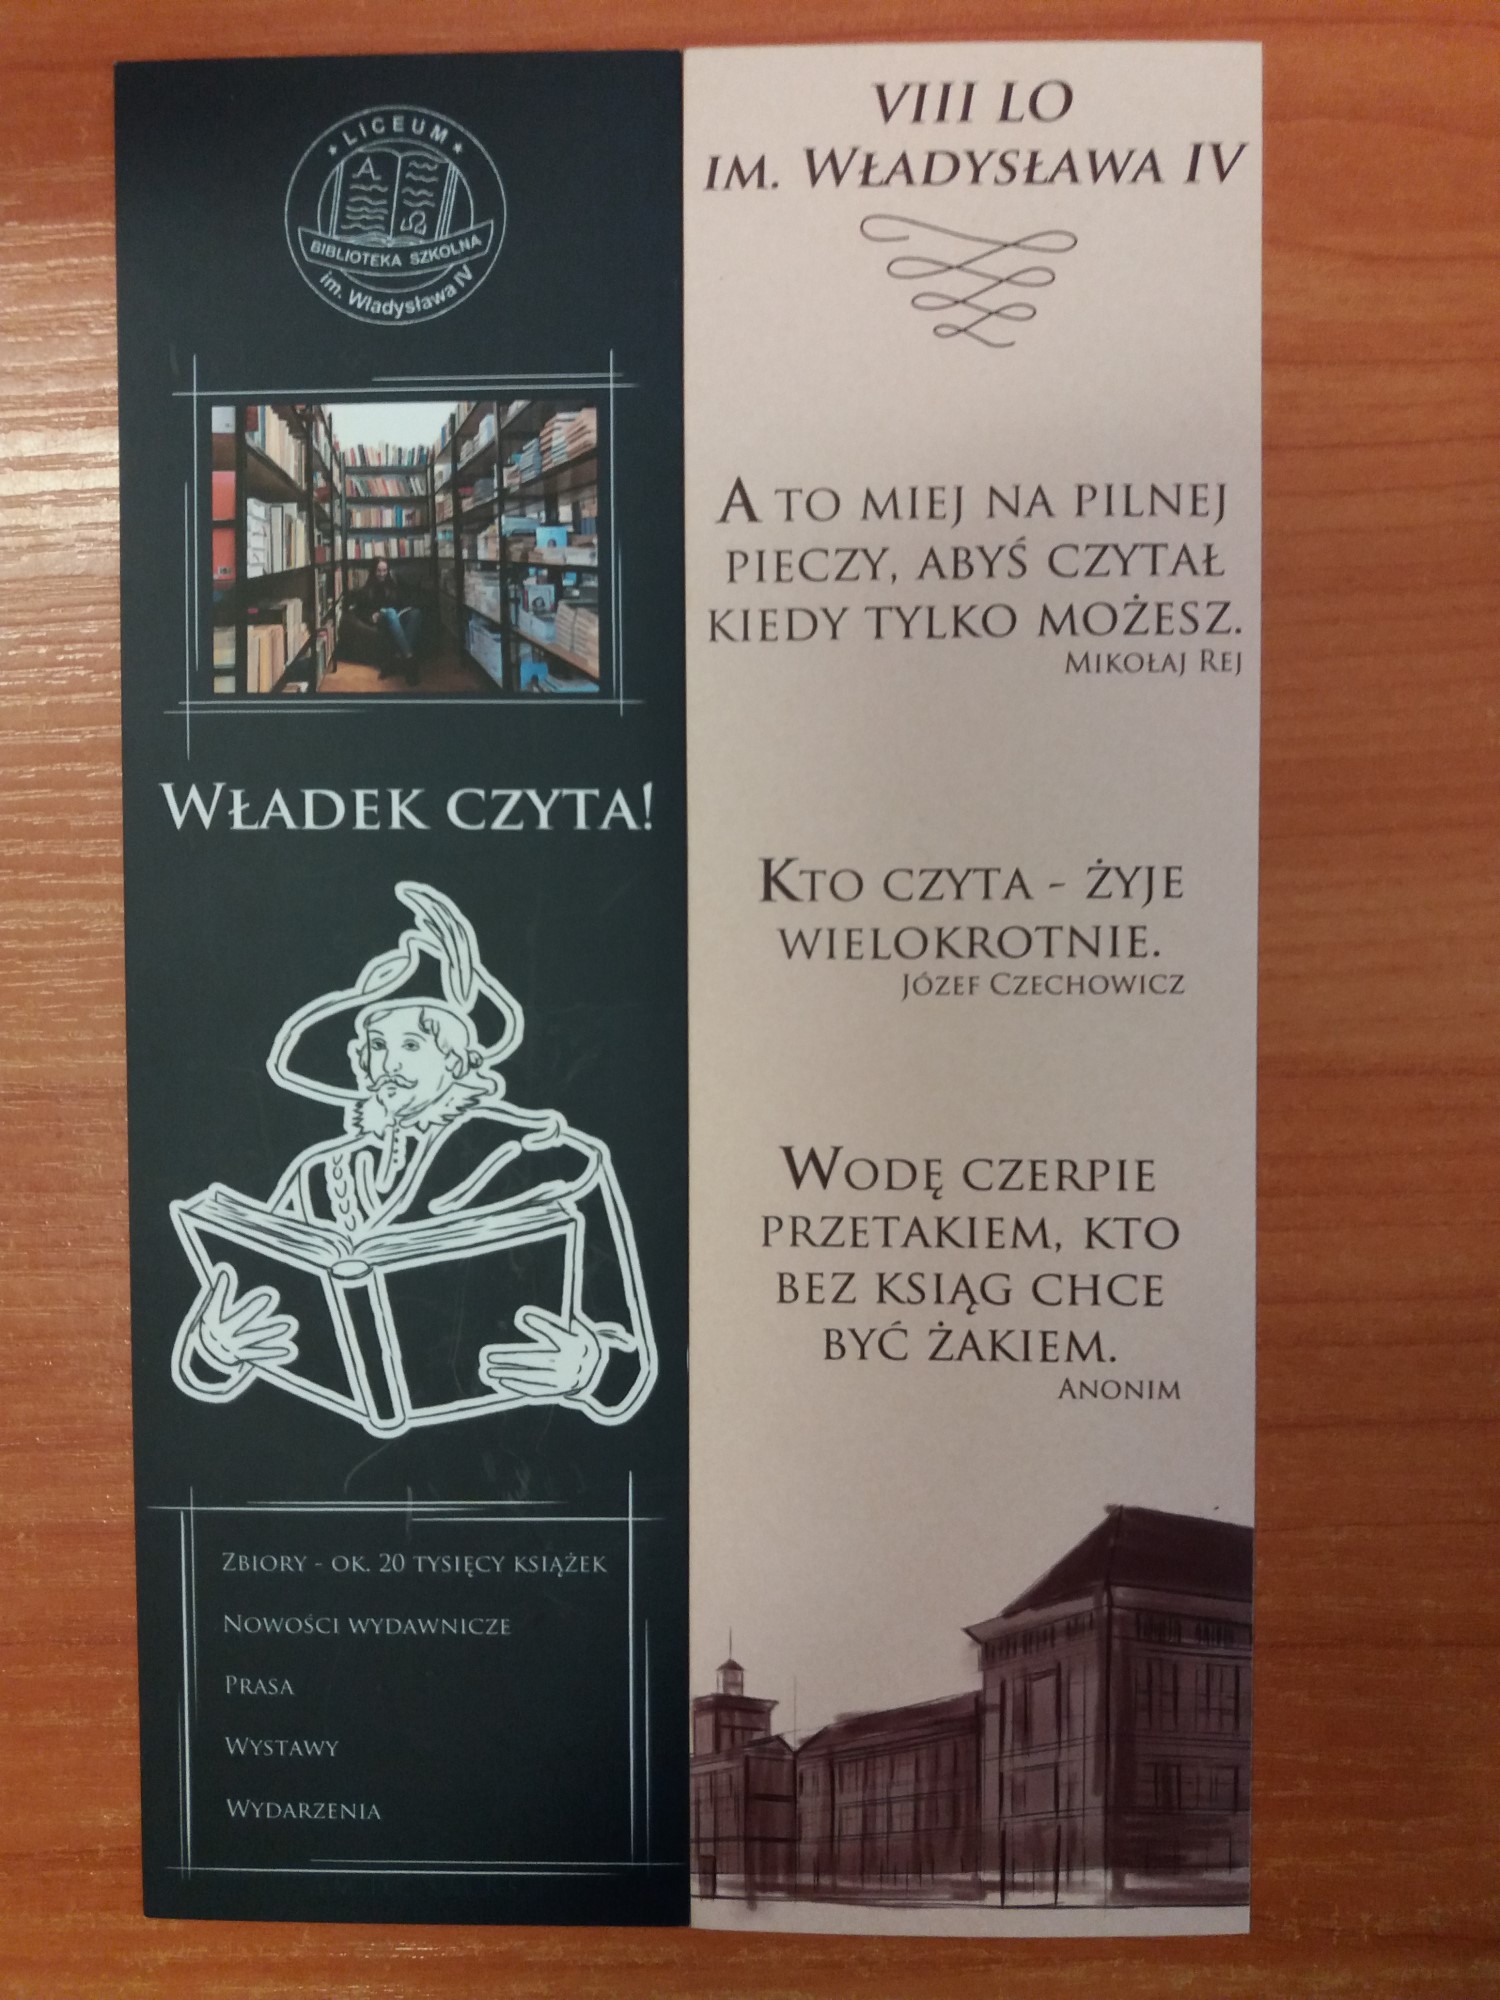 LICEUM
A
Ω
BIBLIOTEKA SZKOLNA
im. Władysława IV
WŁADEK CZYTA!
ZBIORY - OK. 20 TYSIĘCY KSIĄŻEK
NOWOŚCI WYDAWNICZE
PRASA
WYSTAWY
WYDARZENIA
VIII LO
IM. WŁADYSŁAWA IV
A TO MIEJ NA PILNEJ
PIECZY, ABYŚ CZYTAŁ
KIEDY TYLKO MOŻESZ.
MIKOŁAJ REJ
KTO CZYTA - ŻYJE
WIELOKROTNIE.
JÓZEF CZECHOWICZ
WODĘ CZERPIE
PRZETAKIEM, KTO
BEZ KSIĄG CHCE
BYĆ ŻAKIEM.
ANONIM